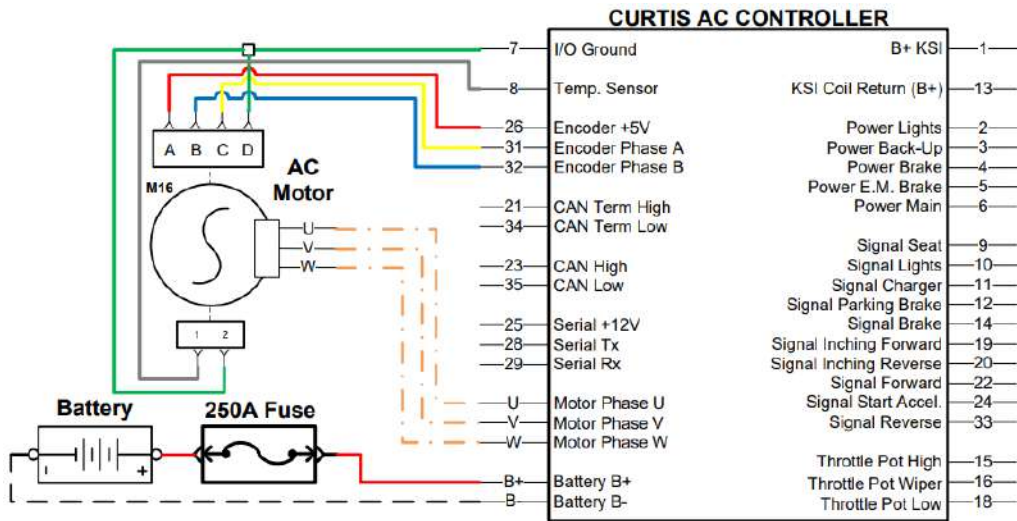 CURTIS AC CONTROLLER
7 I/O Ground B+ KSI 1
8 Temp. Sensor KSI Coil Return (B+) 13
26 Encoder +5V Power Lights 2
31 Encoder Phase A Power Back-Up 3
32 Encoder Phase B Power Brake 4
Power E.M. Brake 5
21 CAN Term High Power Main 6
34 CAN Term Low
Signal Seat 9
23 CAN High Signal Lights 10
35 CAN Low Signal Charger 11
Signal Parking Brake 12
25 Serial +12V Signal Brake 14
28 Serial Tx Signal Inching Forward 19
29 Serial Rx Signal Inching Reverse 20
Signal Forward 22
U Motor Phase U Signal Start Accel. 24
V Motor Phase V Signal Reverse 33
W Motor Phase W
Throttle Pot High 15
B+ Battery B+ Throttle Pot Wiper 16
B- Battery B- Throttle Pot Low 18
A B C D
M16
AC
Motor
U
V
W
1 2
Battery
- +
250A Fuse